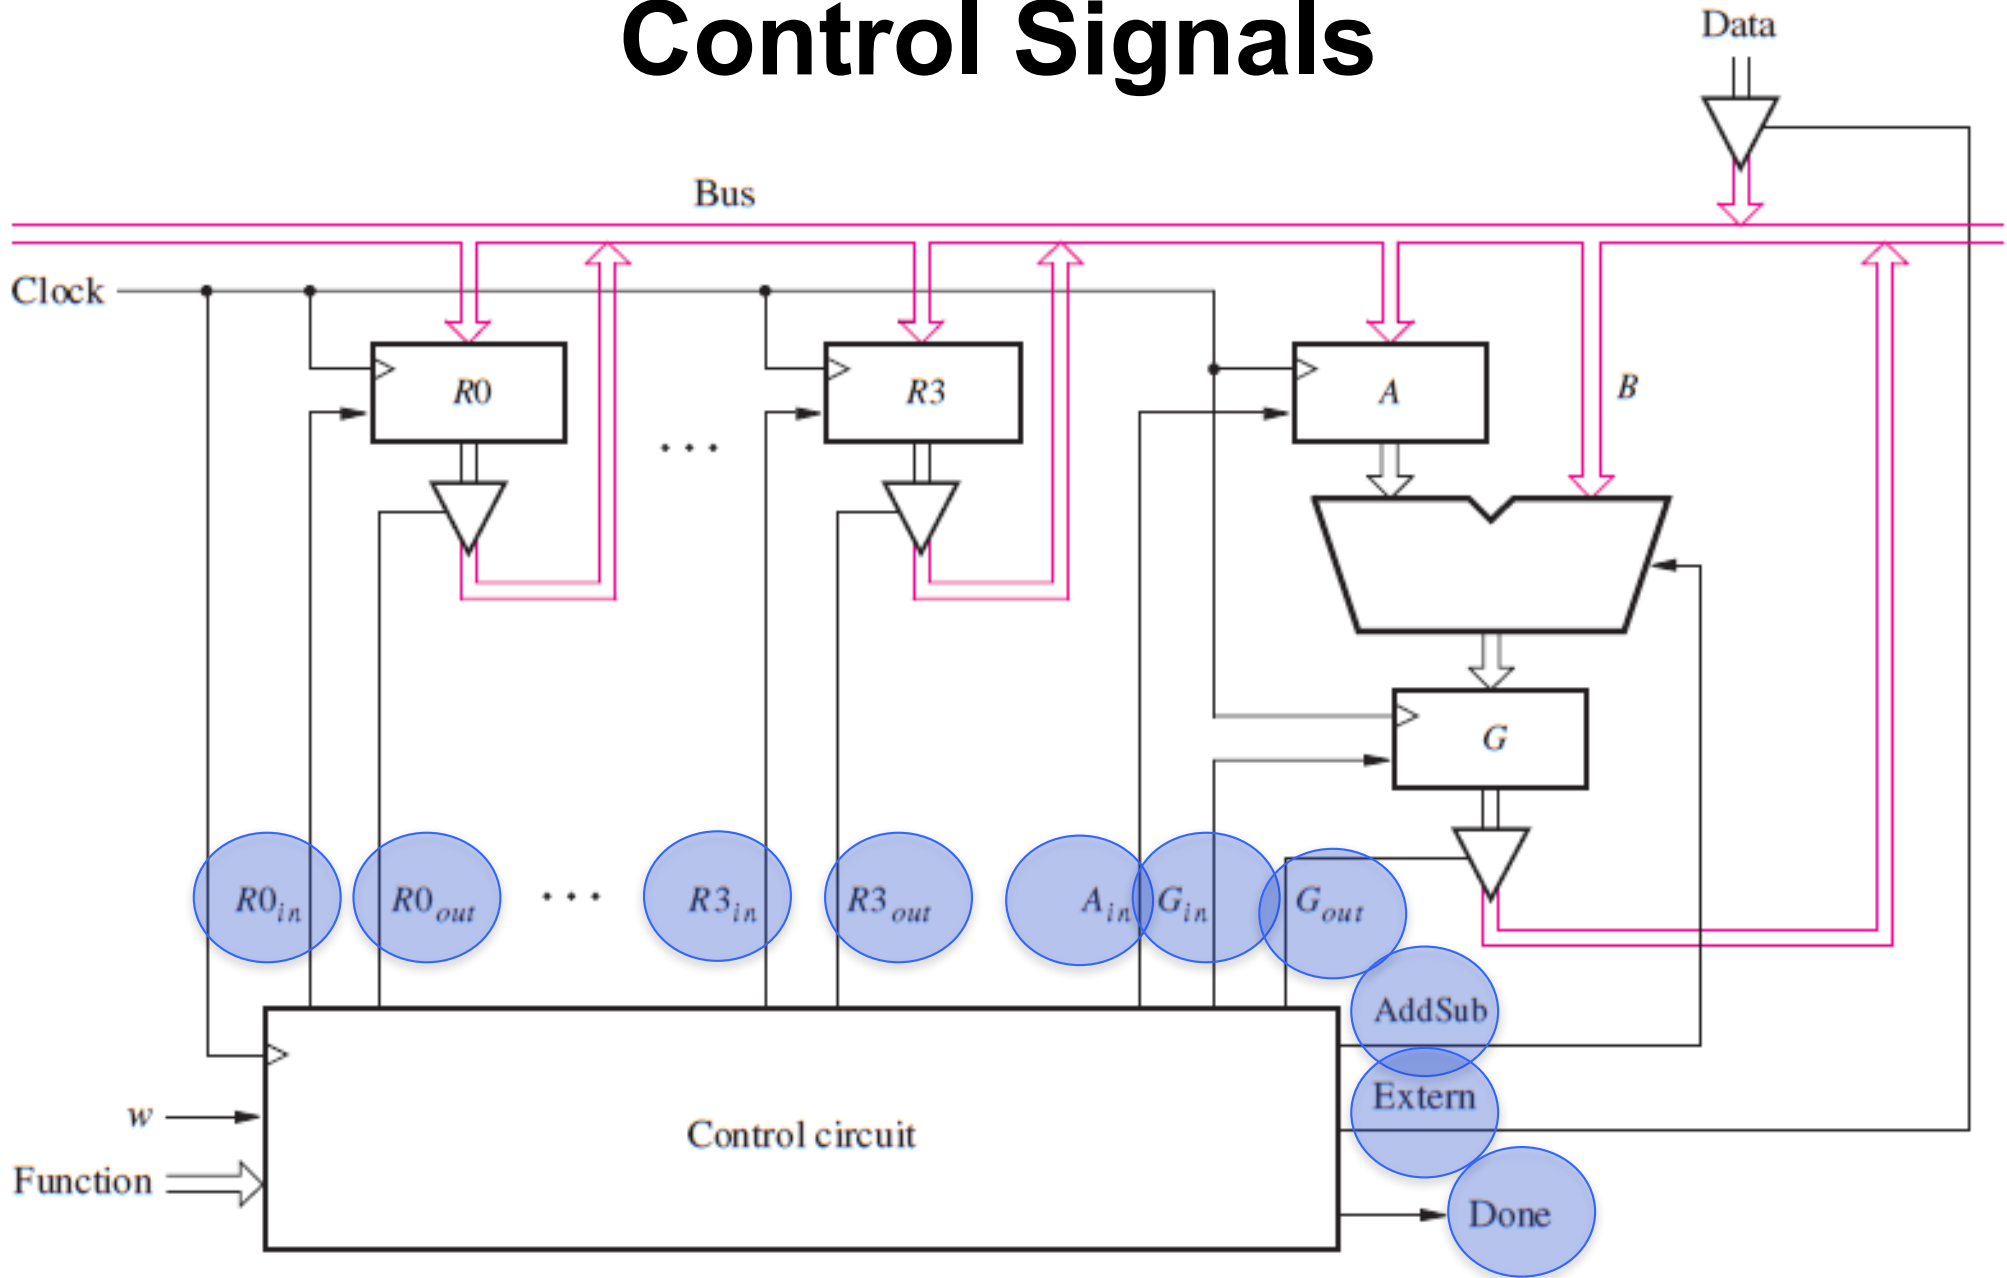 Control Signals
Data
Bus
Clock
R0
R3
A
B
. . .
G
R0in
R0out
. . .
R3in
R3out
Ain
Gin
Gout
AddSub
Extern
w
Control circuit
Function
Done